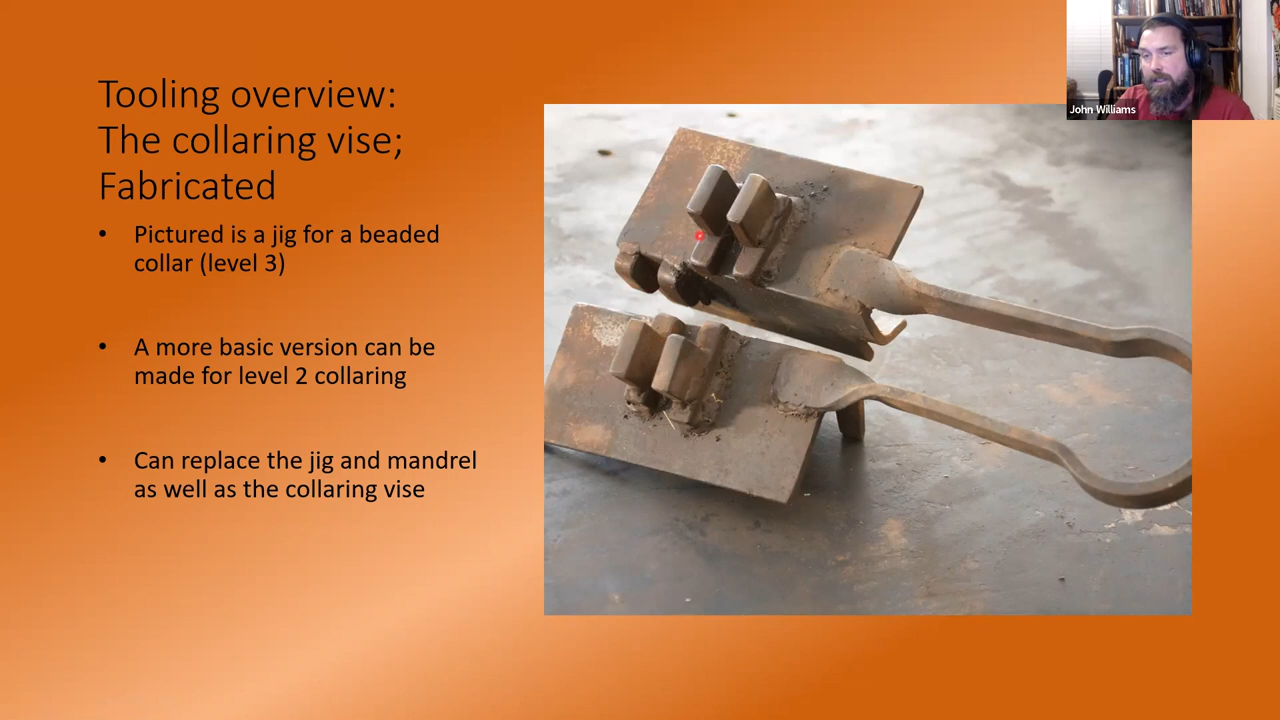 Tooling overview:
The collaring vise;
Fabricated
• Pictured is a jig for a beaded
collar (level 3)
• A more basic version can be
made for level 2 collaring
• Can replace the jig and mandrel
as well as the collaring vise
John Williams